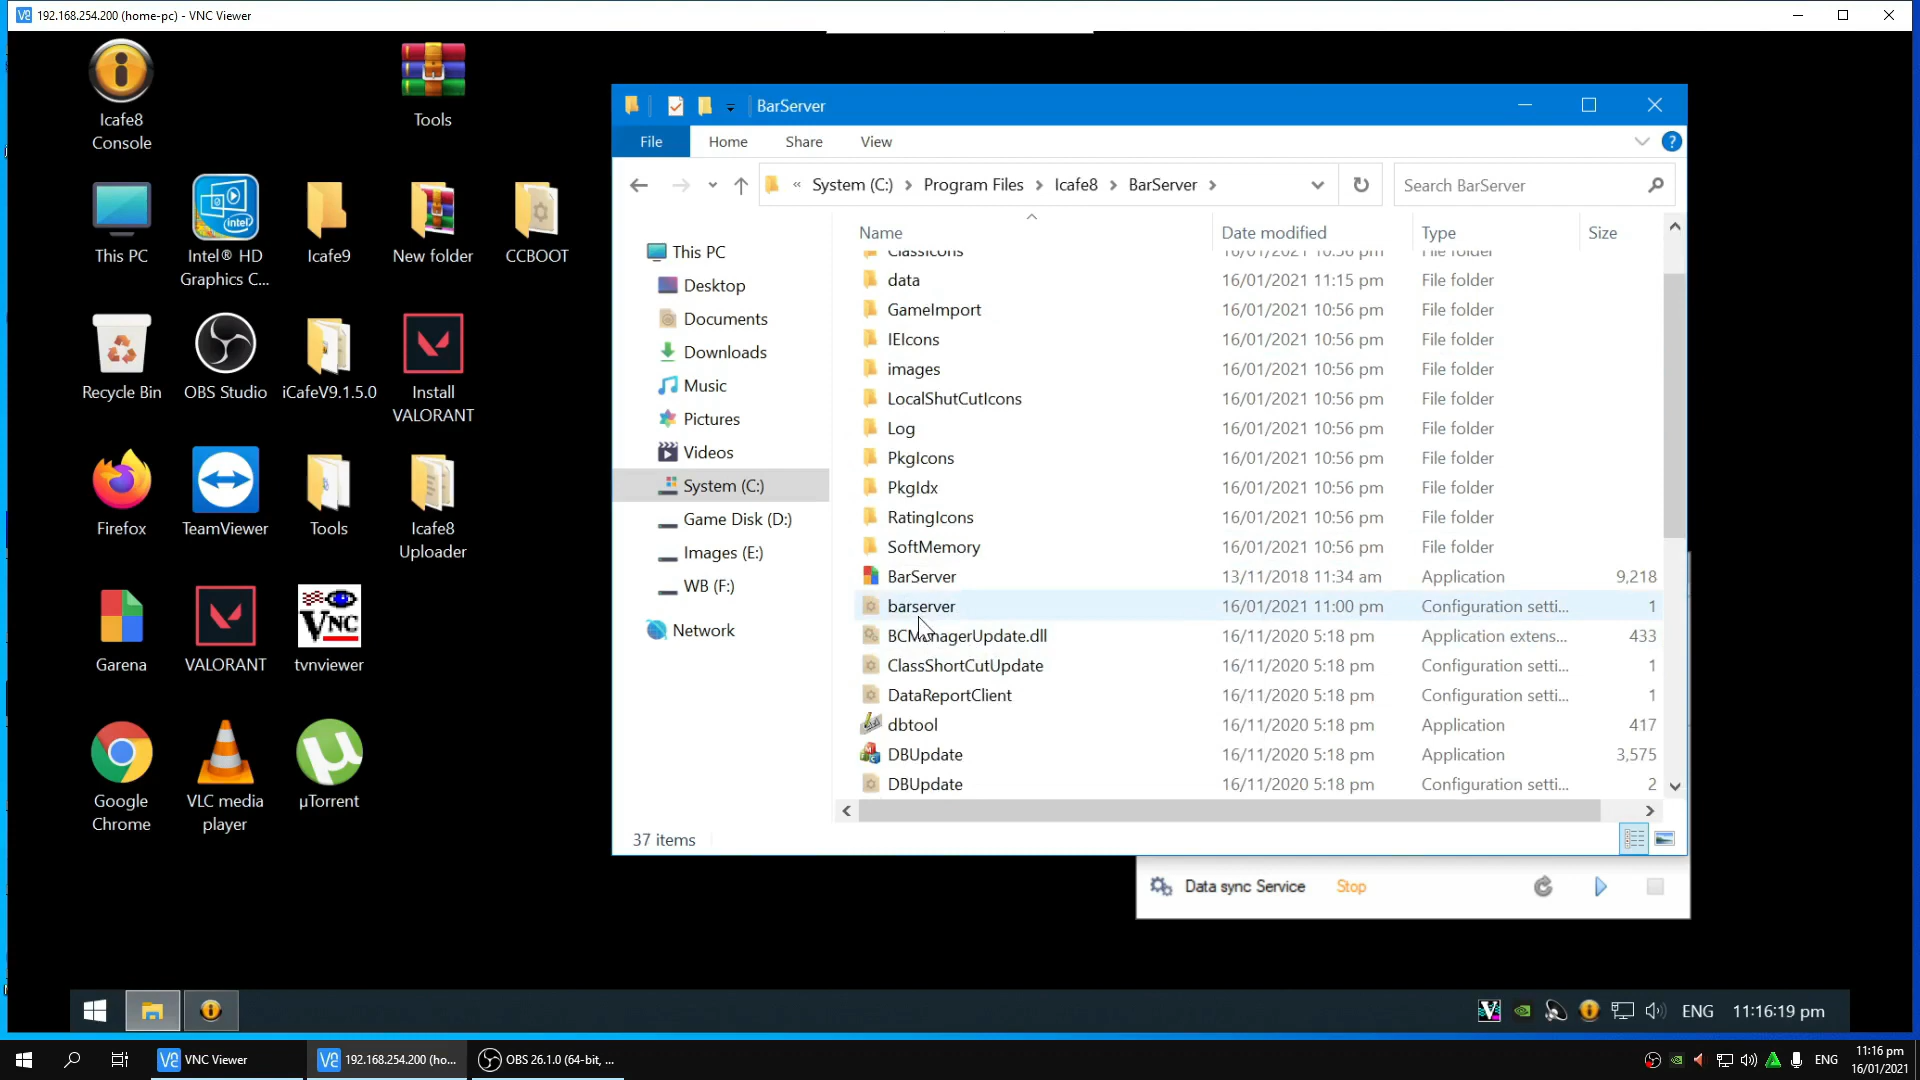 192.168.254.200 (home-pc) - VNC Viewer
Icafe8
Console
Tools
This PC
Intel® HD
Graphics C...
Icafe9
New folder
CCBOOT
Recycle Bin
OBS Studio
iCafeV9.1.5.0
Install
VALORANT
Firefox
TeamViewer
Tools
Icafe8
Uploader
Garena
VALORANT
tvnviewer
Google
Chrome
VLC media
player
µTorrent
BarServer
File Home Share View
« System (C:) Program Files Icafe8 BarServer
Search BarServer
This PC
Desktop
Documents
Downloads
Music
Pictures
Videos
System (C:)
Game Disk (D:)
Images (E:)
WB (F:)
Network
Name Date modified Type Size
ClassIcons 16/01/2021 10:56 pm File folder
data 16/01/2021 11:15 pm File folder
GameImport 16/01/2021 10:56 pm File folder
IEIcons 16/01/2021 10:56 pm File folder
images 16/01/2021 10:56 pm File folder
LocalShutCutIcons 16/01/2021 10:56 pm File folder
Log 16/01/2021 10:56 pm File folder
PkgIcons 16/01/2021 10:56 pm File folder
PkgIdx 16/01/2021 10:56 pm File folder
RatingIcons 16/01/2021 10:56 pm File folder
SoftMemory 16/01/2021 10:56 pm File folder
BarServer 13/11/2018 11:34 am Application 9,218
barserver 16/01/2021 11:00 pm Configuration setti... 1
BCManagerUpdate.dll 16/11/2020 5:18 pm Application extens... 433
ClassShortCutUpdate 16/11/2020 5:18 pm Configuration setti... 1
DataReportClient 16/11/2020 5:18 pm Configuration setti... 1
dbtool 16/11/2020 5:18 pm Application 417
DBUpdate 16/11/2020 5:18 pm Application 3,575
DBUpdate 16/11/2020 5:18 pm Configuration setti... 2
37 items
Data sync Service Stop
ENG 11:16:19 pm
VNC Viewer
192.168.254.200 (ho...
OBS 26.1.0 (64-bit, ...
ENG
11:16 pm
16/01/2021